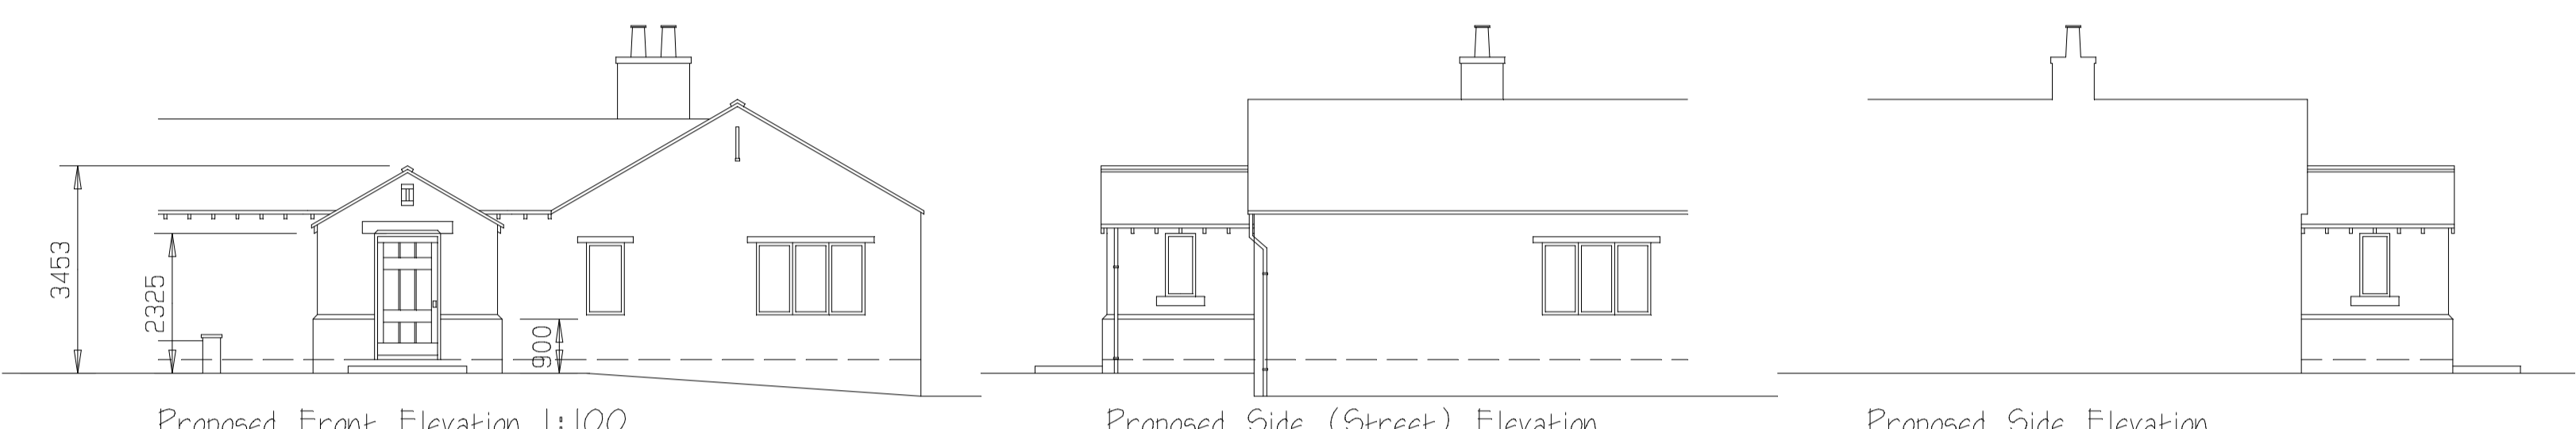 3453
2325
900
Proposed Front Elevation 1:100
Proposed Side (Street) Elevation
Proposed Side Elevation